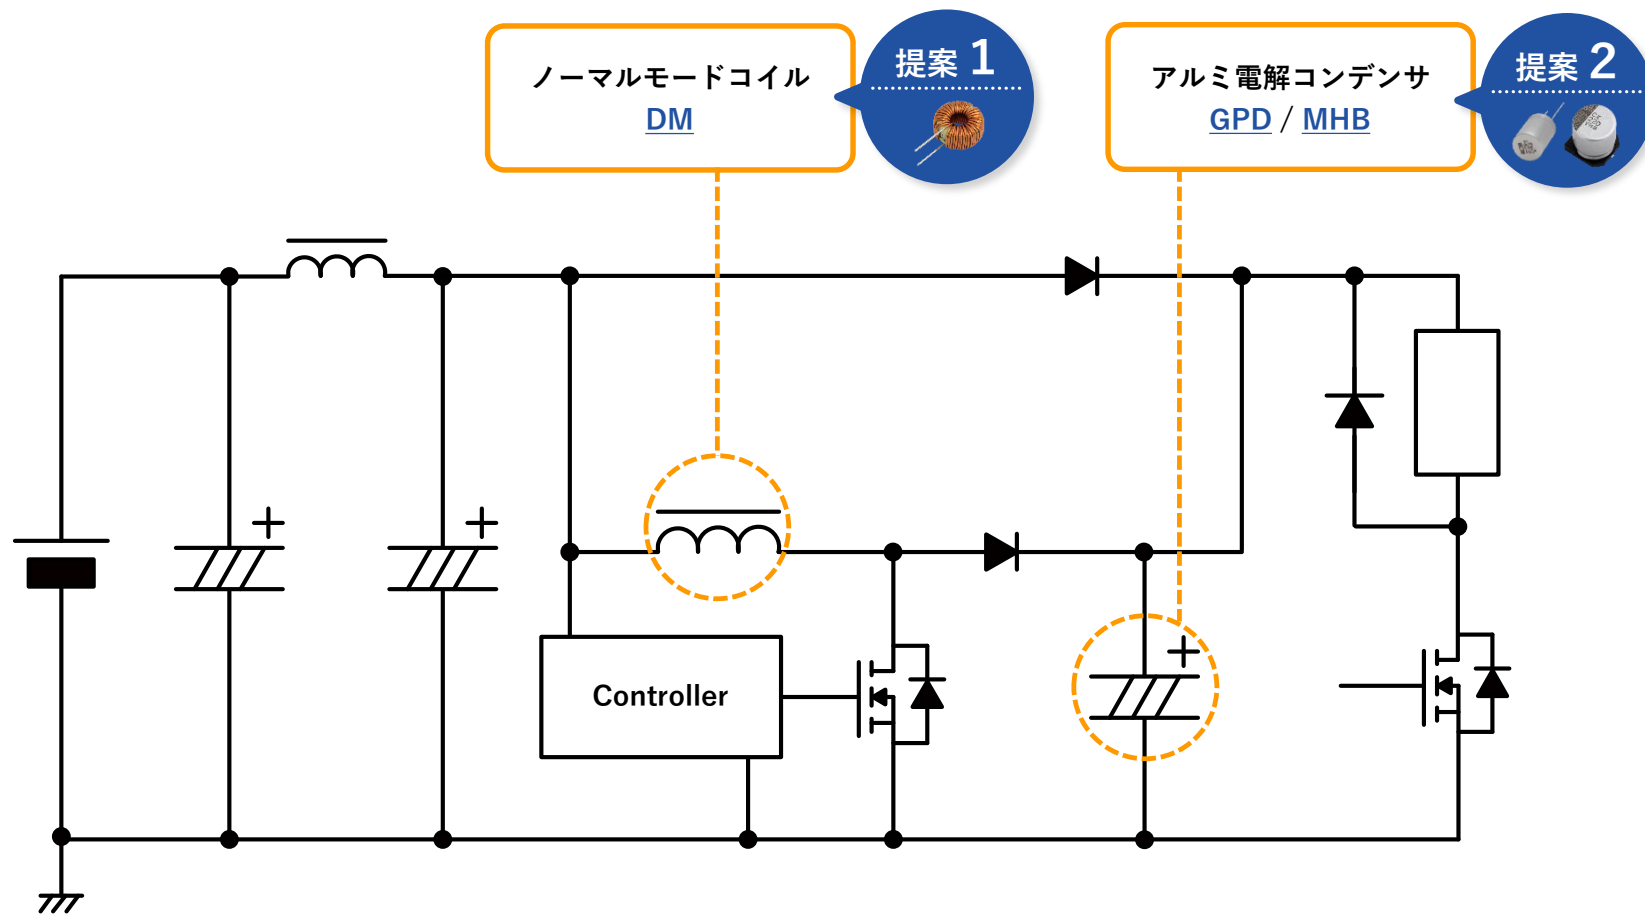 ノーマルモードコイル
DM
提案 1
アルミ電解コンデンサ
GPD / MHB
提案 2
+
+
+
Controller